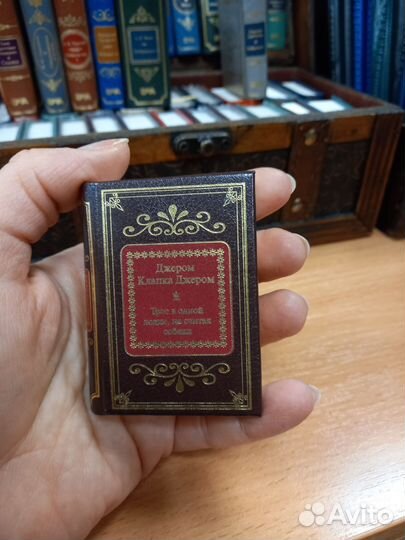 Джером
Клапка Джером
Трое в одной
лодке, не считая
собаки
Avito